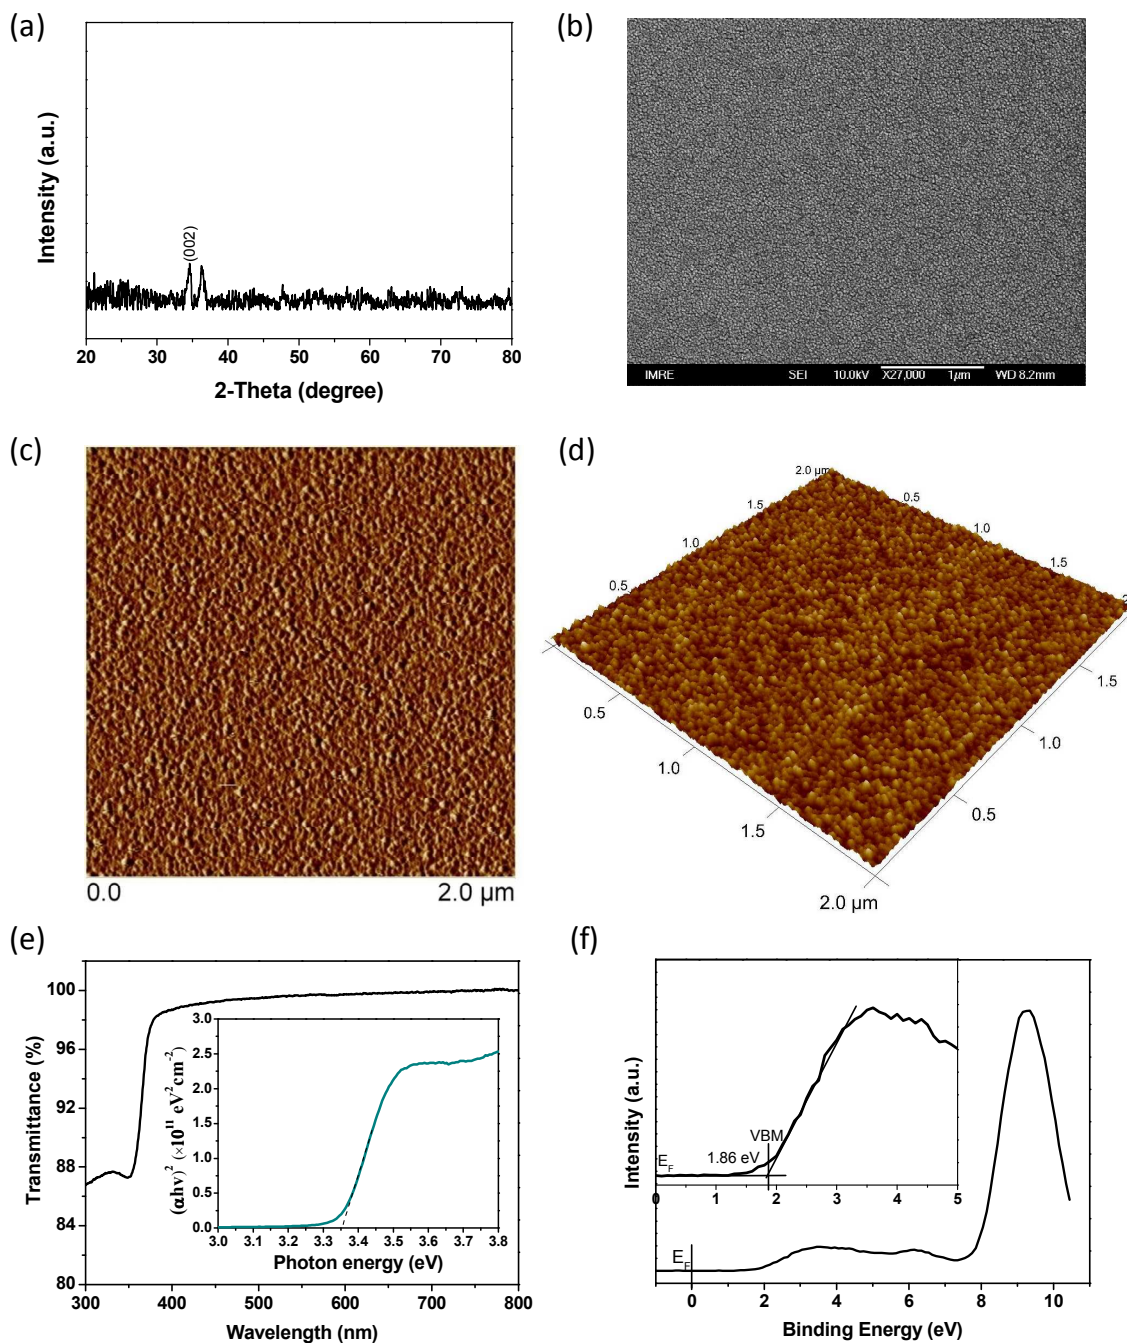 (a)
Intensity (a.u.)
(002)
20 30 40 50 60 70 80
2-Theta (degree)
(b)
IMRE SEI 10.0kV X27,000 1µm WD 8.2mm
(c)
0.0 2.0 µm
(d)
2.0 µm
1.5
1.0
0.5
0.5
1.0
1.5
2
0.5
1.0
1.5
2.0 µm
0.5
1.0
1.5
(e)
Transmittance (%)
100
96
92
88
84
80
300 400 500 600 700 800
Wavelength (nm)
(αhν)² (×10¹¹ eV²cm⁻²)
3.0
2.5
2.0
1.5
1.0
0.5
0.0
3.0 3.1 3.2 3.3 3.4 3.5 3.6 3.7 3.8
Photon energy (eV)
(f)
Intensity (a.u.)
VBM
1.86 eV
E_F
0 1 2 3 4 5
E_F
0 2 4 6 8 10
Binding Energy (eV)